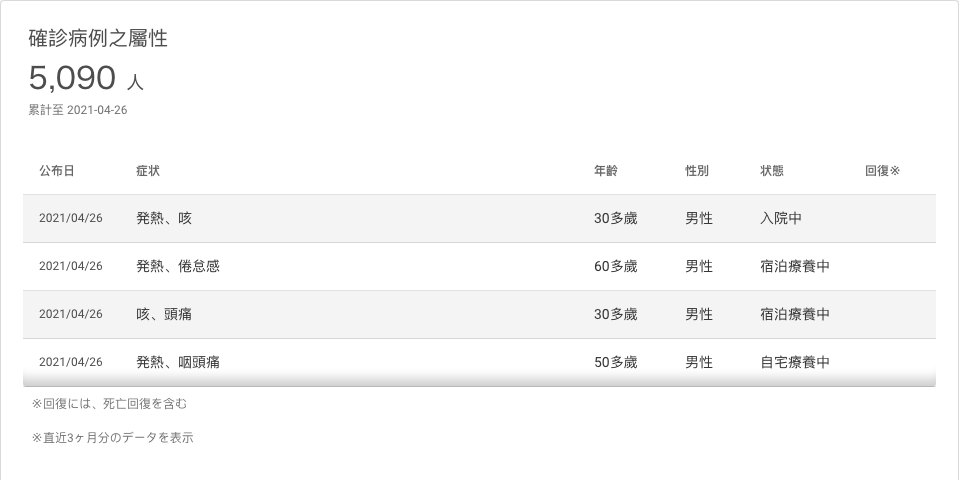 確診病例之屬性
5,090 人
累計至 2021-04-26
公布日 症状 年齢 性別 状態 回復※
2021/04/26 発熱、咳 30多歲 男性 入院中
2021/04/26 発熱、倦怠感 60多歲 男性 宿泊療養中
2021/04/26 咳、頭痛 30多歲 男性 宿泊療養中
2021/04/26 発熱、咽頭痛 50多歲 男性 自宅療養中
※回復には、死亡回復を含む
※直近3ヶ月分のデータを表示